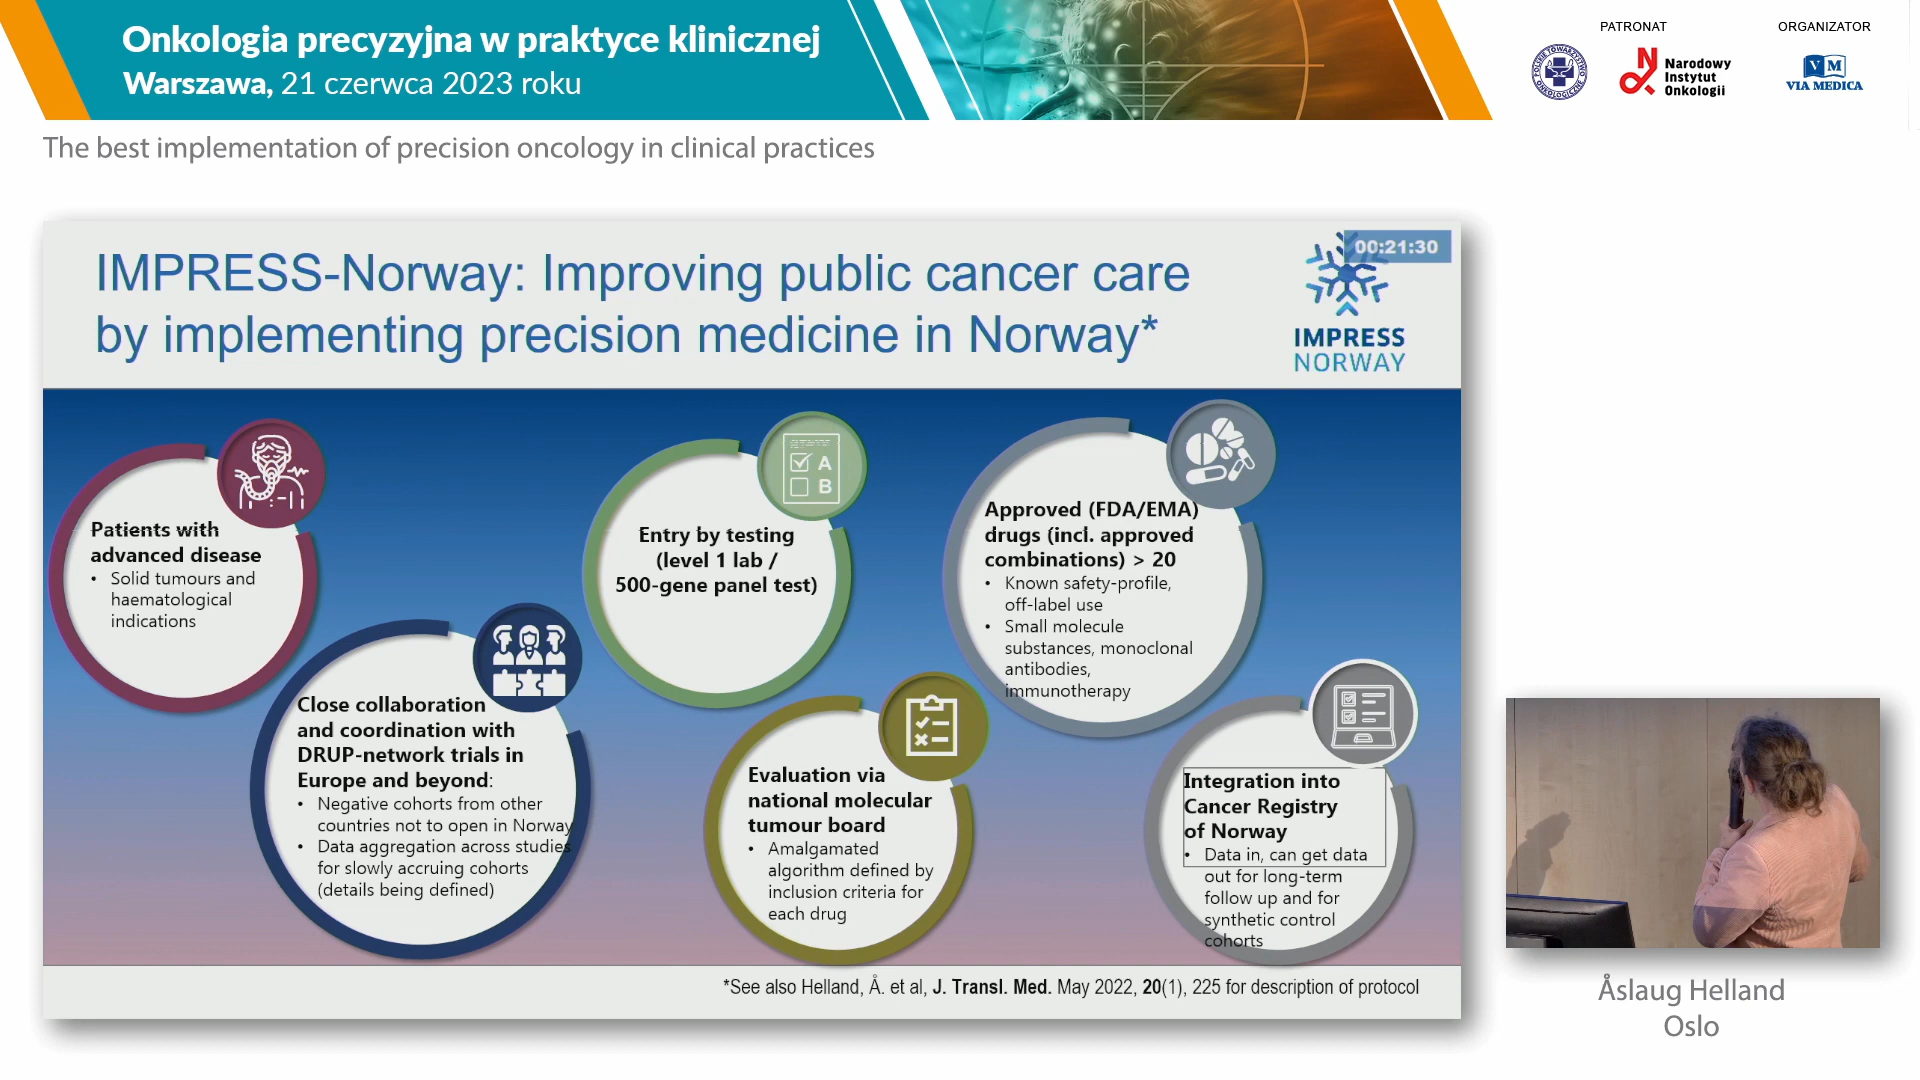 Onkologia precyzyjna w praktyce klinicznej
Warszawa, 21 czerwca 2023 roku
PATRONAT
ORGANIZATOR
POLSKIE TOWARZYSTWO
ONKOLOGICZNE
Narodowy
Instytut
Onkologii
VM
VIA MEDICA
The best implementation of precision oncology in clinical practices
IMPRESS-Norway: Improving public cancer care
by implementing precision medicine in Norway*
00:21:30
IMPRESS
NORWAY
Patients with
advanced disease
• Solid tumours and
haematological
indications
Close collaboration
and coordination with
DRUP-network trials in
Europe and beyond:
• Negative cohorts from other
countries not to open in Norway
• Data aggregation across studies
for slowly accruing cohorts
(details being defined)
A
B
Entry by testing
(level 1 lab /
500-gene panel test)
Evaluation via
national molecular
tumour board
• Amalgamated
algorithm defined by
inclusion criteria for
each drug
Approved (FDA/EMA)
drugs (incl. approved
combinations) > 20
• Known safety-profile,
off-label use
• Small molecule
substances, monoclonal
antibodies,
immunotherapy
Integration into
Cancer Registry
of Norway
• Data in, can get data
out for long-term
follow up and for
synthetic control
cohorts
*See also Helland, Å. et al, J. Transl. Med. May 2022, 20(1), 225 for description of protocol
Åslaug Helland
Oslo